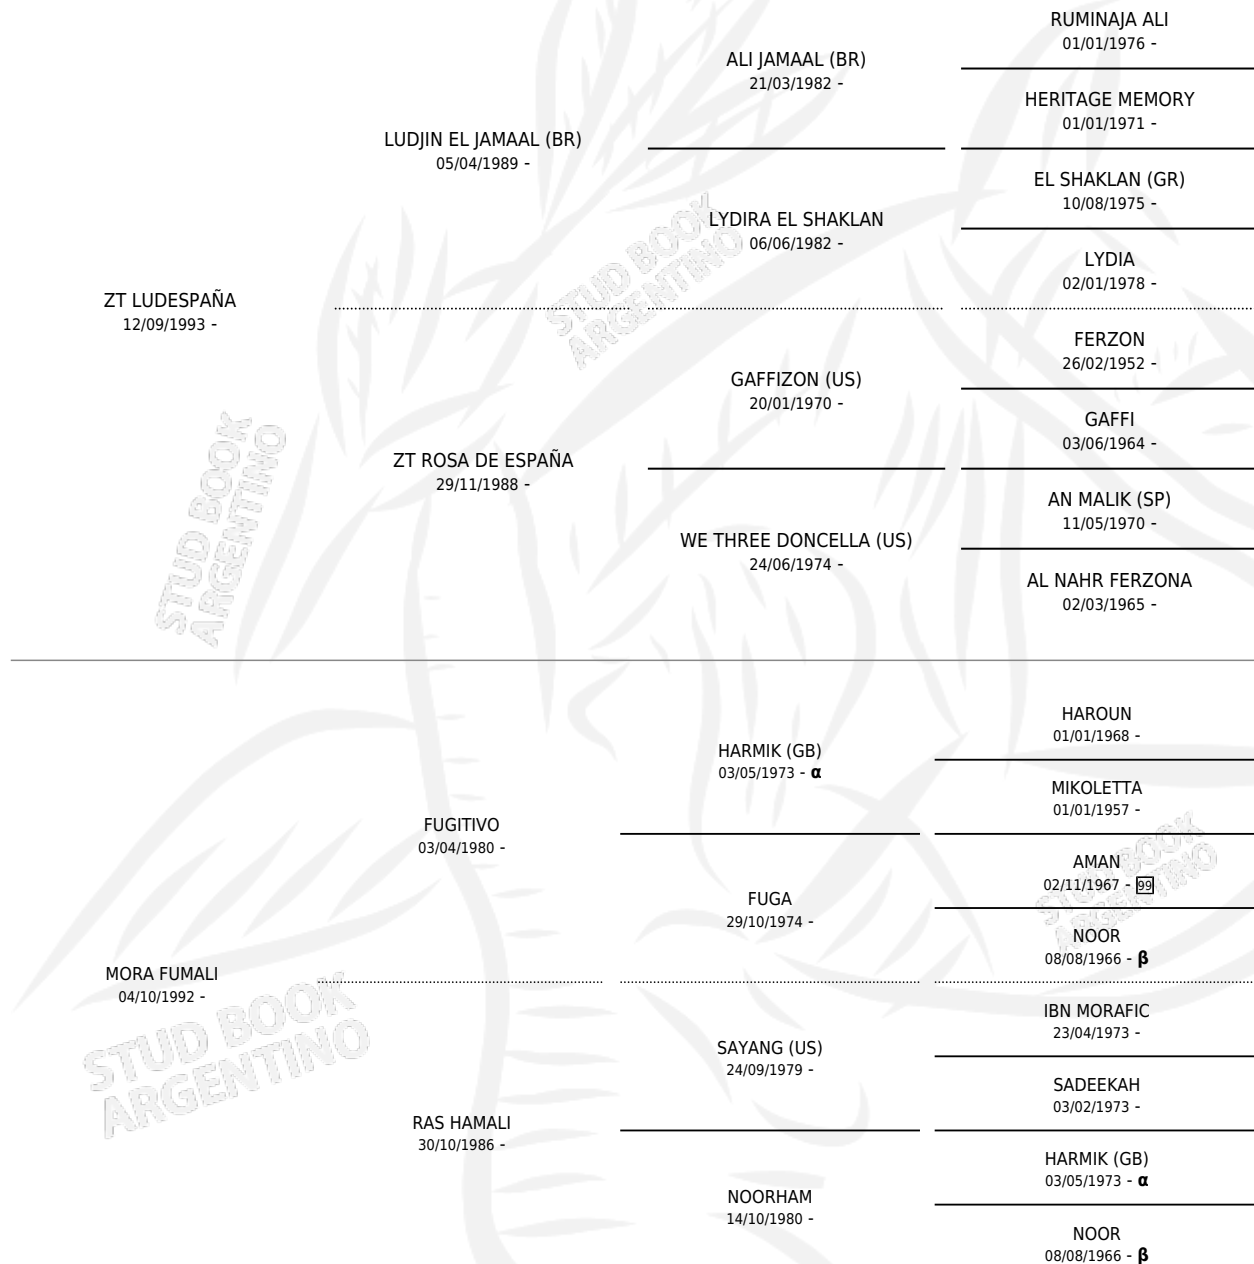 RUMINAJA ALI
01/01/1976 -
ALI JAMAAL (BR)
21/03/1982 -
HERITAGE MEMORY
01/01/1971 -
LUDJIN EL JAMAAL (BR)
05/04/1989 -
EL SHAKLAN (GR)
10/08/1975 -
LYDIRA EL SHAKLAN
06/06/1982 -
LYDIA
02/01/1978 -
ZT LUDESPAÑA
12/09/1993 -
FERZON
26/02/1952 -
GAFFIZON (US)
20/01/1970 -
GAFFI
03/06/1964 -
ZT ROSA DE ESPAÑA
29/11/1988 -
AN MALIK (SP)
11/05/1970 -
WE THREE DONCELLA (US)
24/06/1974 -
AL NAHR FERZONA
02/03/1965 -
HAROUN
01/01/1968 -
HARMIK (GB)
03/05/1973 - α
MIKOLETTA
01/01/1957 -
FUGITIVO
03/04/1980 -
AMAN
02/11/1967 - 99
FUGA
29/10/1974 -
NOOR
08/08/1966 - β
MORA FUMALI
04/10/1992 -
IBN MORAFIC
23/04/1973 -
SAYANG (US)
24/09/1979 -
SADEEKAH
03/02/1973 -
RAS HAMALI
30/10/1986 -
HARMIK (GB)
03/05/1973 - α
NOORHAM
14/10/1980 -
NOOR
08/08/1966 - β
STUD BOOK
ARGENTINO
STUD BOOK
ARGENTINO
STUD BOOK
ARGENTINO
STUD BOOK
ARGENTINO